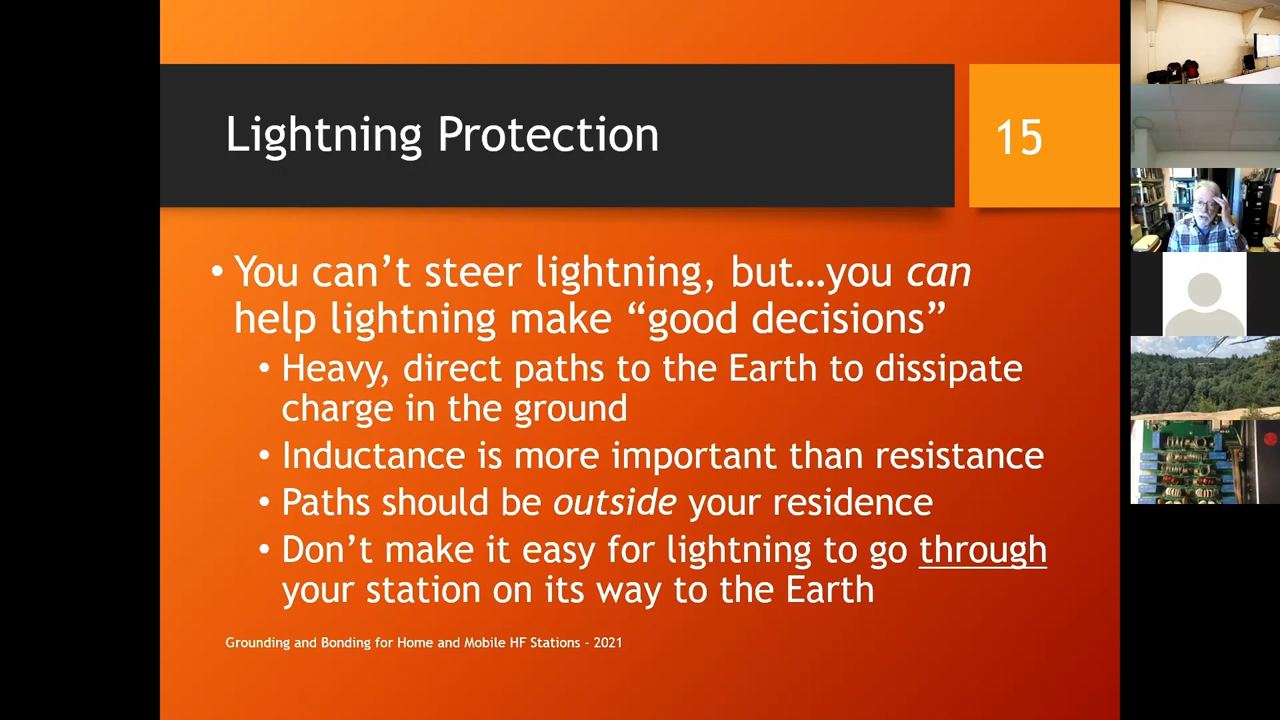 Lightning Protection
15
• You can’t steer lightning, but…you can
help lightning make “good decisions”
• Heavy, direct paths to the Earth to dissipate
charge in the ground
• Inductance is more important than resistance
• Paths should be outside your residence
• Don’t make it easy for lightning to go through
your station on its way to the Earth
Grounding and Bonding for Home and Mobile HF Stations - 2021